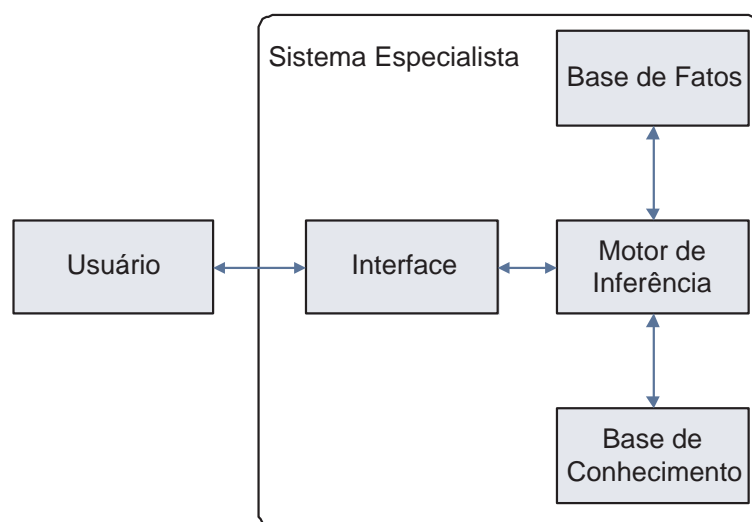 Sistema Especialista
Base de Fatos
Usuário
Interface
Motor de
Inferência
Base de
Conhecimento